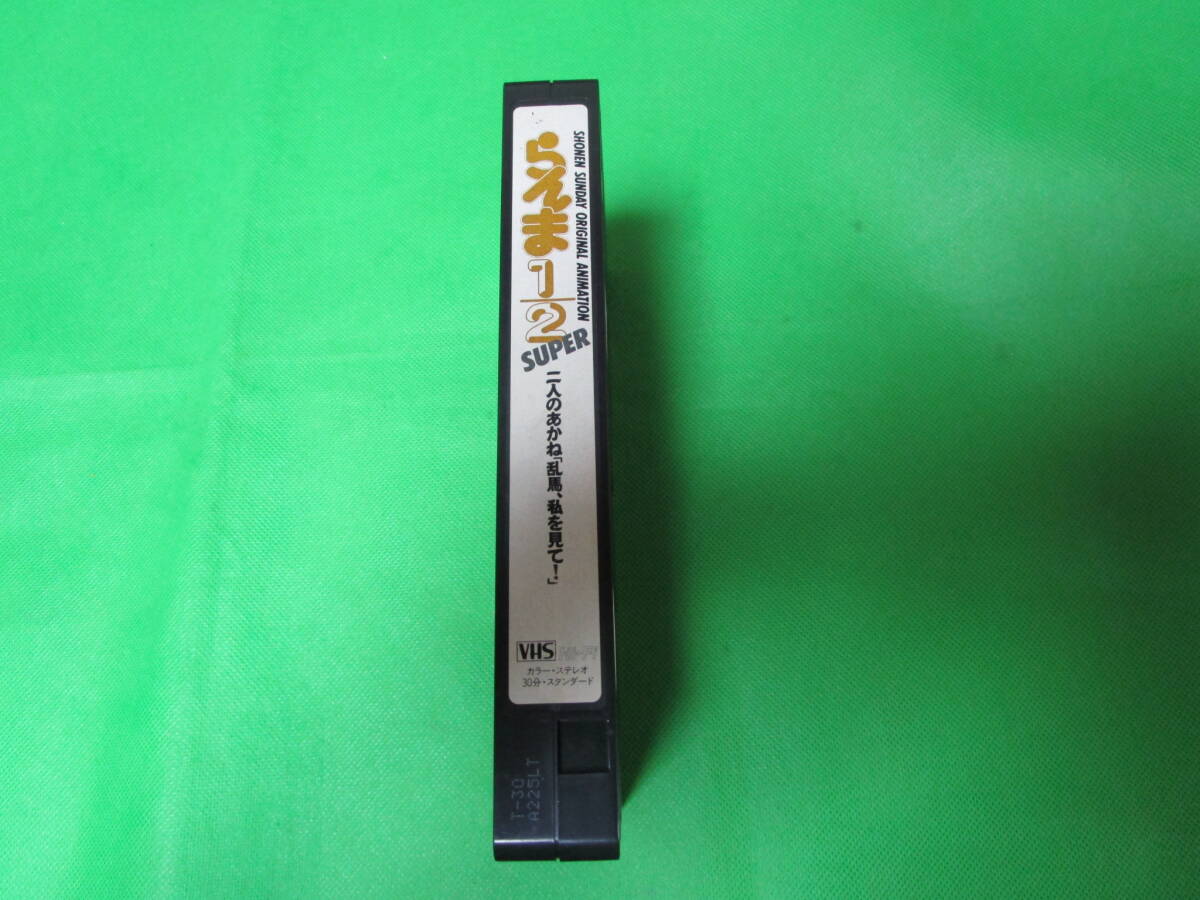 SHONEN SUNDAY ORIGINAL ANIMATION
らんま1/2
SUPER
二人のあかね「乱馬、私を見て!」
VHS Hi-Fi
カラー・ステレオ
30分・スタンダード
T-30
A225LT